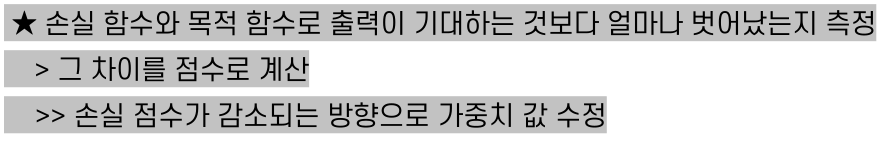 ★ 손실 함수와 목적 함수로 출력이 기대하는 것보다 얼마나 벗어났는지 측정
> 그 차이를 점수로 계산
>> 손실 점수가 감소되는 방향으로 가중치 값 수정